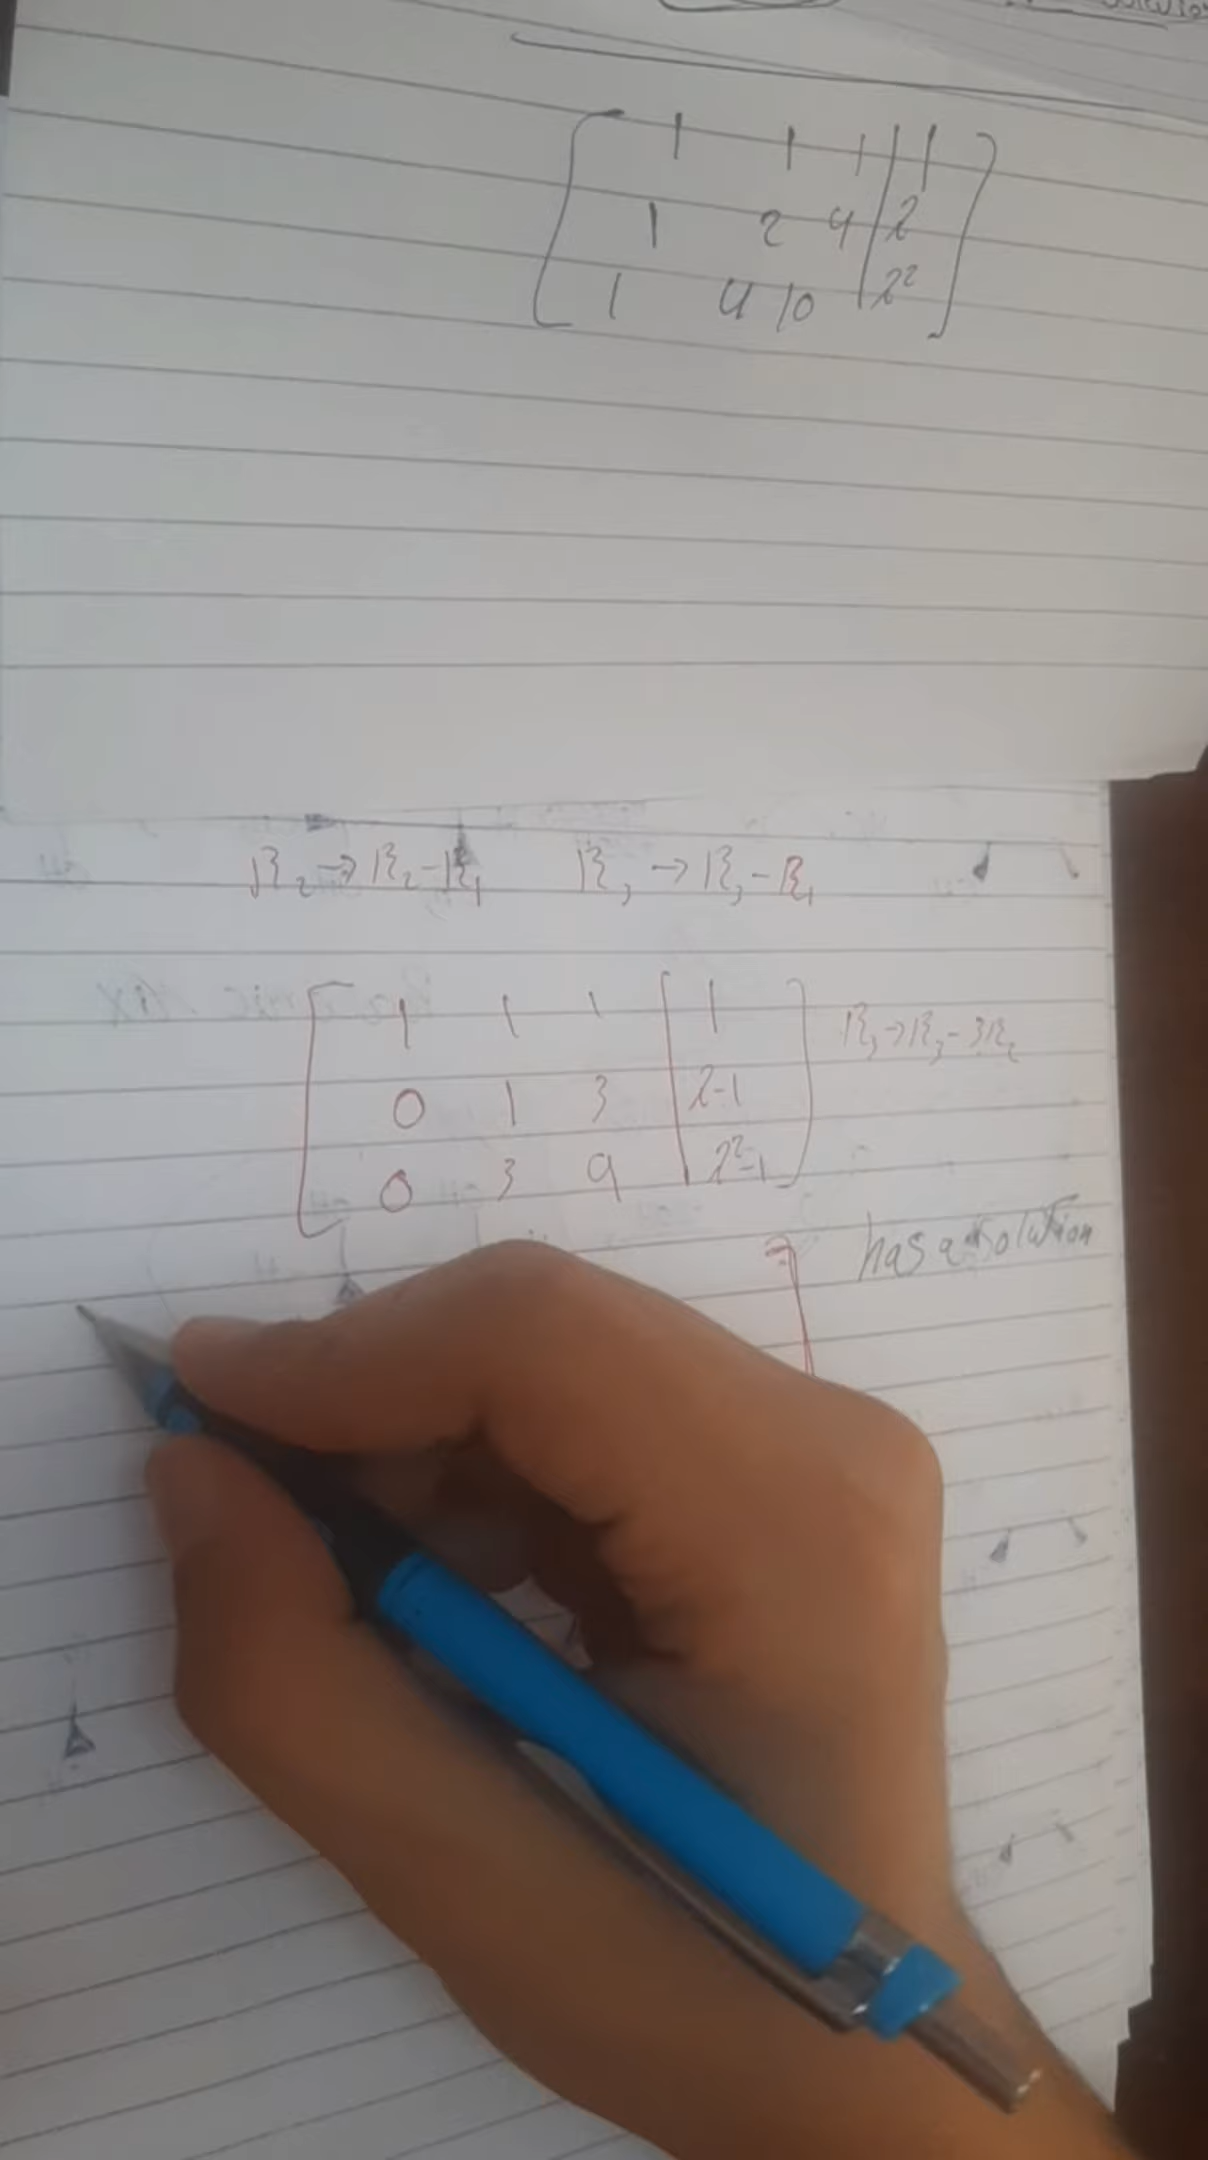 1 1 1 | 1
1 2 4 | λ
1 4 10 | λ²
R₂ → R₂ - R₁ R₃ → R₃ - R₁
1 1 1 | 1
R₃ → R₃ - 3R₂
0 1 3 | λ-1
0 3 9 | λ²-1
has a solution